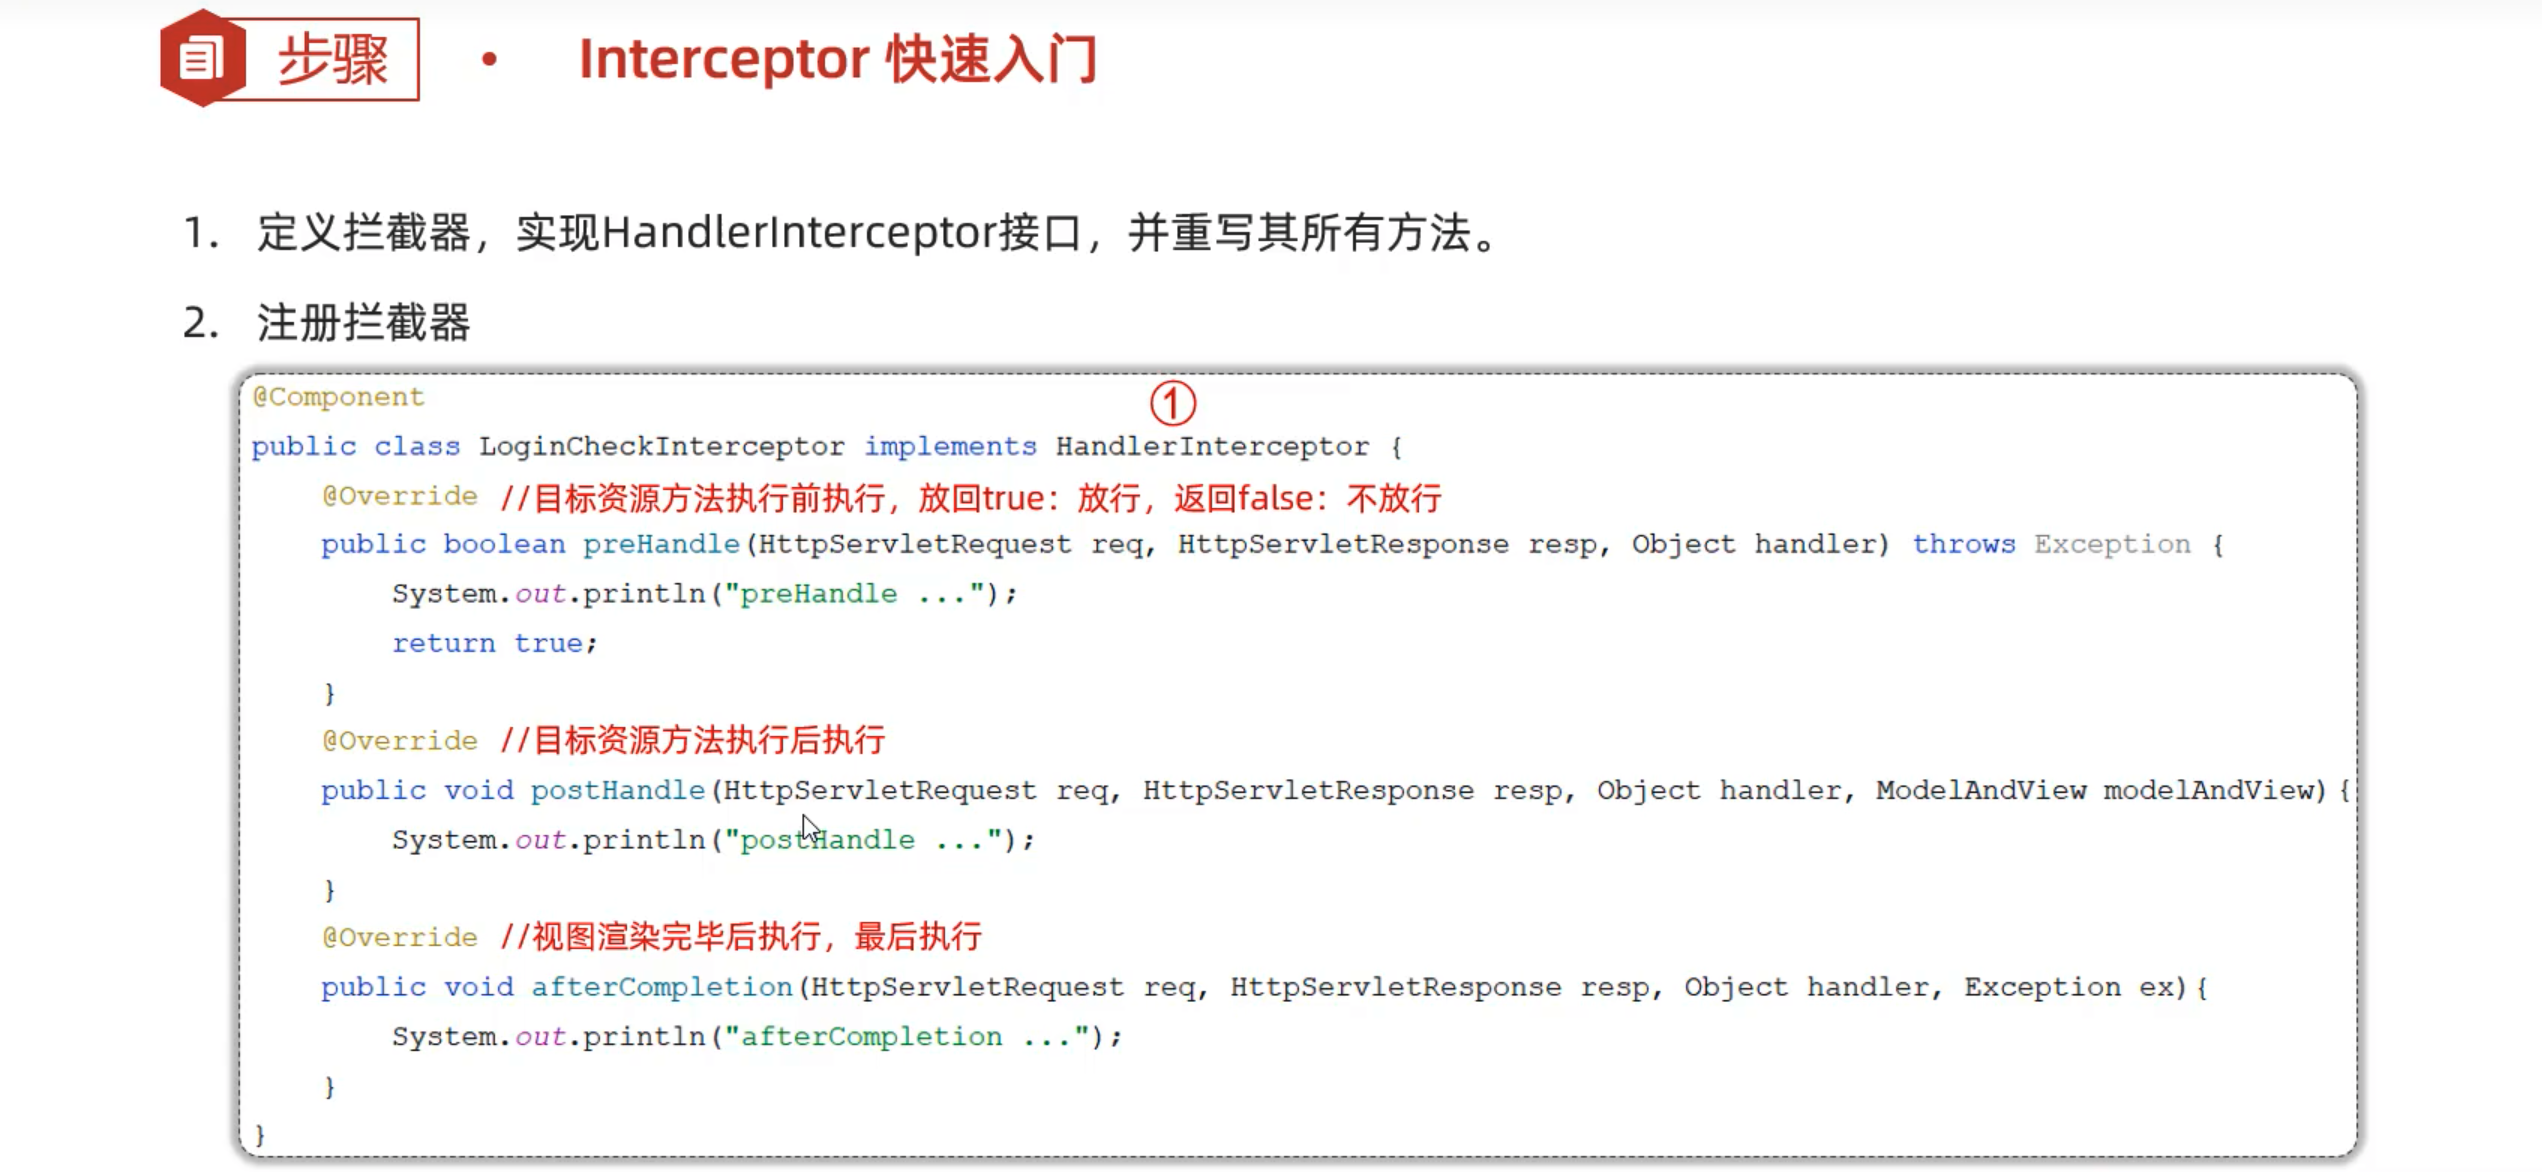 步骤 • Interceptor 快速入门
1. 定义拦截器，实现HandlerInterceptor接口，并重写其所有方法。
2. 注册拦截器
@Component
①
public class LoginCheckInterceptor implements HandlerInterceptor {
@Override //目标资源方法执行前执行，放回true：放行，返回false：不放行
public boolean preHandle(HttpServletRequest req, HttpServletResponse resp, Object handler) throws Exception {
System.out.println("preHandle ...");
return true;
}
@Override //目标资源方法执行后执行
public void postHandle(HttpServletRequest req, HttpServletResponse resp, Object handler, ModelAndView modelAndView) {
System.out.println("postHandle ...");
}
@Override //视图渲染完毕后执行，最后执行
public void afterCompletion(HttpServletRequest req, HttpServletResponse resp, Object handler, Exception ex){
System.out.println("afterCompletion ...");
}
}